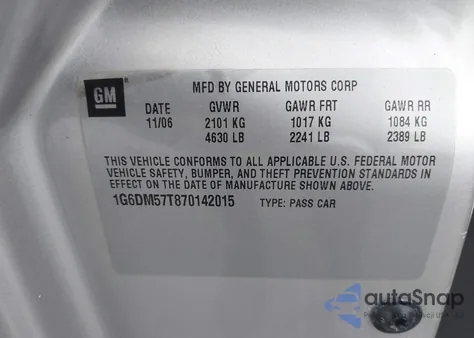 GM
MFD BY GENERAL MOTORS CORP
DATE GVWR GAWR FRT GAWR RR
11/06 2101 KG 1017 KG 1084 KG
4630 LB 2241 LB 2389 LB
THIS VEHICLE CONFORMS TO ALL APPLICABLE U.S. FEDERAL MOTOR
VEHICLE SAFETY, BUMPER, AND THEFT PREVENTION STANDARDS IN
EFFECT ON THE DATE OF MANUFACTURE SHOWN ABOVE.
1G6DM57T870142015 TYPE: PASS CAR
autoSnap